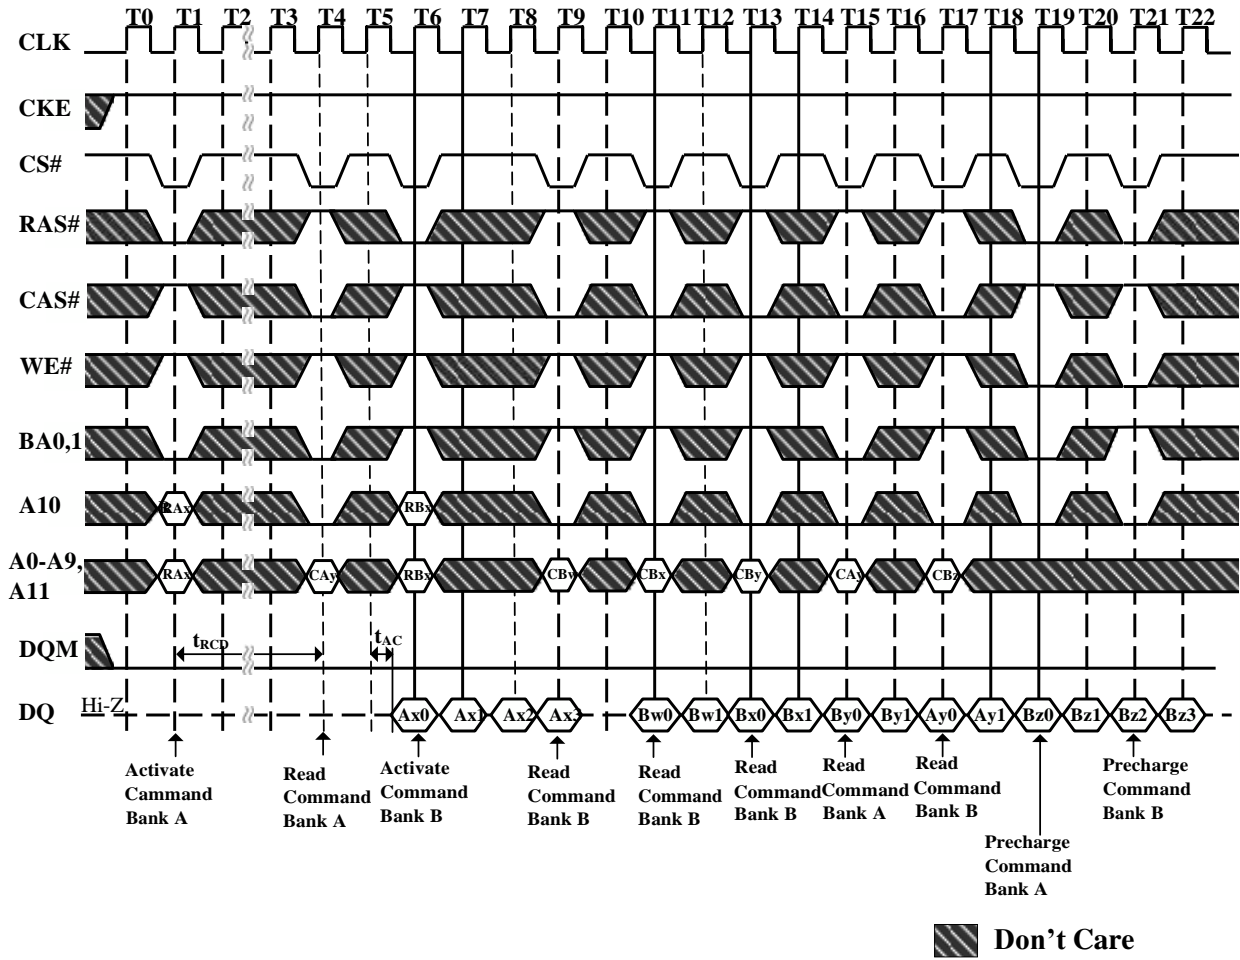 T0 T1 T2 T3 T4 T5 T6 T7 T8 T9 T10 T11 T12 T13 T14 T15 T16 T17 T18 T19 T20 T21 T22
CLK
CKE
CS#
RAS#
CAS#
WE#
BA0,1
A10
RAx RBx
A0-A9,
A11
RAx CAy RBx CBw CBx CBy CAy CBz
DQM
tRCD
tAC
DQ
Hi-Z
Ax0 Ax1 Ax2 Ax3 Bw0 Bw1 Bx0 Bx1 By0 By1 Ay0 Ay1 Bz0 Bz1 Bz2 Bz3
Activate
Cammand
Bank A
Read
Command
Bank A
Activate
Command
Bank B
Read
Command
Bank B
Read
Command
Bank B
Read
Command
Bank B
Read
Command
Bank A
Read
Command
Bank B
Precharge
Command
Bank A
Precharge
Command
Bank B
Don't Care